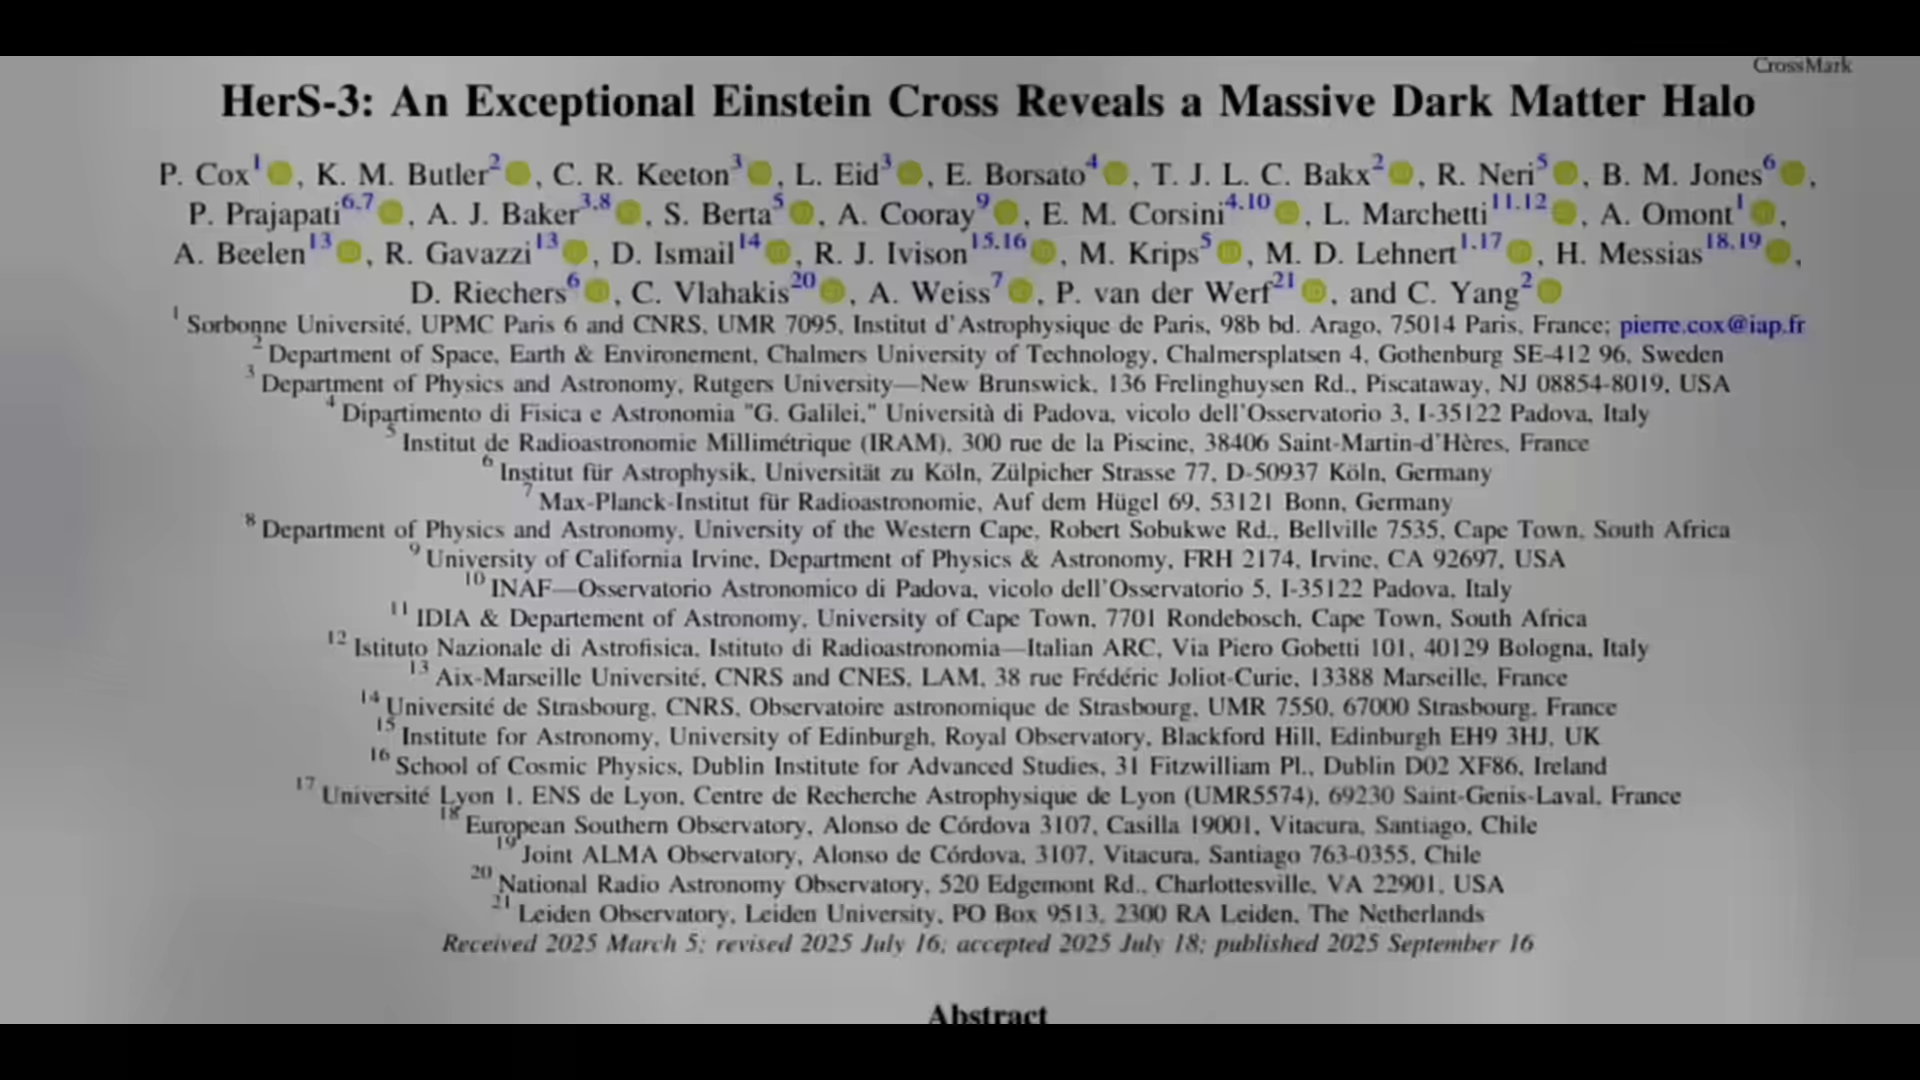 CrossMark
HerS-3: An Exceptional Einstein Cross Reveals a Massive Dark Matter Halo
P. Cox1, K. M. Butler2, C. R. Keeton3, L. Eid3, E. Borsato4, T. J. L. C. Bakx2, R. Neri5, B. M. Jones6,
P. Prajapati6,7, A. J. Baker3,8, S. Berta5, A. Cooray9, E. M. Corsini4,10, L. Marchetti11,12, A. Omont1,
A. Beelen13, R. Gavazzi13, D. Ismail14, R. J. Ivison15,16, M. Krips5, M. D. Lehnert1,17, H. Messias18,19,
D. Riechers6, C. Vlahakis20, A. Weiss7, P. van der Werf21, and C. Yang2
1 Sorbonne Université, UPMC Paris 6 and CNRS, UMR 7095, Institut d'Astrophysique de Paris, 98b bd. Arago, 75014 Paris, France; pierre.cox@iap.fr
2 Department of Space, Earth & Environement, Chalmers University of Technology, Chalmersplatsen 4, Gothenburg SE-412 96, Sweden
3 Department of Physics and Astronomy, Rutgers University—New Brunswick, 136 Frelinghuysen Rd., Piscataway, NJ 08854-8019, USA
4 Dipartimento di Fisica e Astronomia "G. Galilei," Università di Padova, vicolo dell'Osservatorio 3, I-35122 Padova, Italy
5 Institut de Radioastronomie Millimétrique (IRAM), 300 rue de la Piscine, 38406 Saint-Martin-d'Hères, France
6 Institut für Astrophysik, Universität zu Köln, Zülpicher Strasse 77, D-50937 Köln, Germany
7 Max-Planck-Institut für Radioastronomie, Auf dem Hügel 69, 53121 Bonn, Germany
8 Department of Physics and Astronomy, University of the Western Cape, Robert Sobukwe Rd., Bellville 7535, Cape Town, South Africa
9 University of California Irvine, Department of Physics & Astronomy, FRH 2174, Irvine, CA 92697, USA
10 INAF—Osservatorio Astronomico di Padova, vicolo dell'Osservatorio 5, I-35122 Padova, Italy
11 IDIA & Departement of Astronomy, University of Cape Town, 7701 Rondebosch, Cape Town, South Africa
12 Istituto Nazionale di Astrofisica, Istituto di Radioastronomia—Italian ARC, Via Piero Gobetti 101, 40129 Bologna, Italy
13 Aix-Marseille Université, CNRS and CNES, LAM, 38 rue Frédéric Joliot-Curie, 13388 Marseille, France
14 Université de Strasbourg, CNRS, Observatoire astronomique de Strasbourg, UMR 7550, 67000 Strasbourg, France
15 Institute for Astronomy, University of Edinburgh, Royal Observatory, Blackford Hill, Edinburgh EH9 3HJ, UK
16 School of Cosmic Physics, Dublin Institute for Advanced Studies, 31 Fitzwilliam Pl., Dublin D02 XF86, Ireland
17 Université Lyon 1, ENS de Lyon, Centre de Recherche Astrophysique de Lyon (UMR5574), 69230 Saint-Genis-Laval, France
18 European Southern Observatory, Alonso de Córdova 3107, Casilla 19001, Vitacura, Santiago, Chile
19 Joint ALMA Observatory, Alonso de Córdova, 3107, Vitacura, Santiago 763-0355, Chile
20 National Radio Astronomy Observatory, 520 Edgemont Rd., Charlottesville, VA 22901, USA
21 Leiden Observatory, Leiden University, PO Box 9513, 2300 RA Leiden, The Netherlands
Received 2025 March 5; revised 2025 July 16; accepted 2025 July 18; published 2025 September 16
Abstract